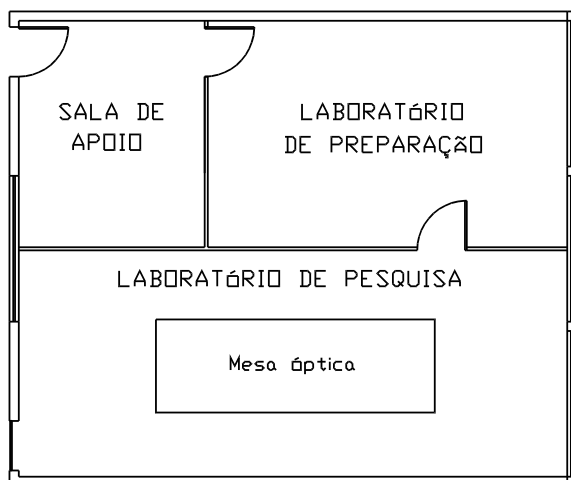 SALA DE
APOIO
LABORATóRIO
DE PREPARAÇÃO
LABORATóRIO DE PESQUISA
Mesa óptica